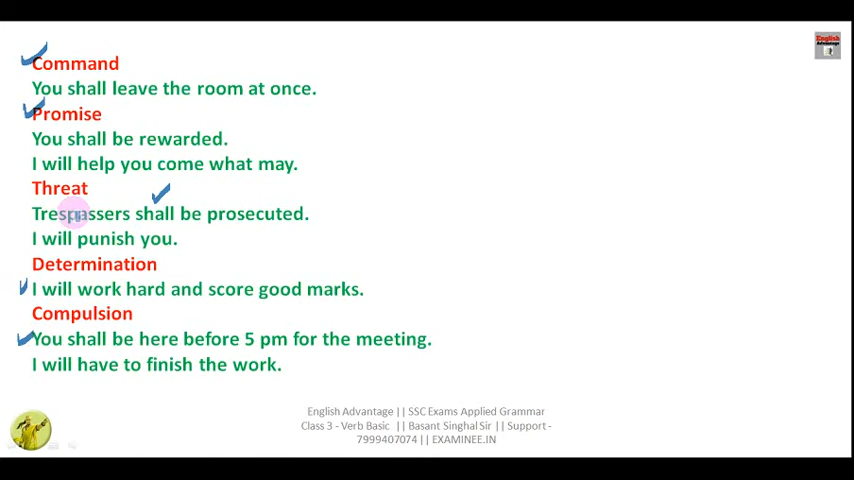 English
Advantage
Command
You shall leave the room at once.
Promise
You shall be rewarded.
I will help you come what may.
Threat
Trespassers shall be prosecuted.
I will punish you.
Determination
I will work hard and score good marks.
Compulsion
You shall be here before 5 pm for the meeting.
I will have to finish the work.
English Advantage || SSC Exams Applied Grammar
Class 3 - Verb Basic || Basant Singhal Sir || Support -
7999407074 || EXAMINEE.IN